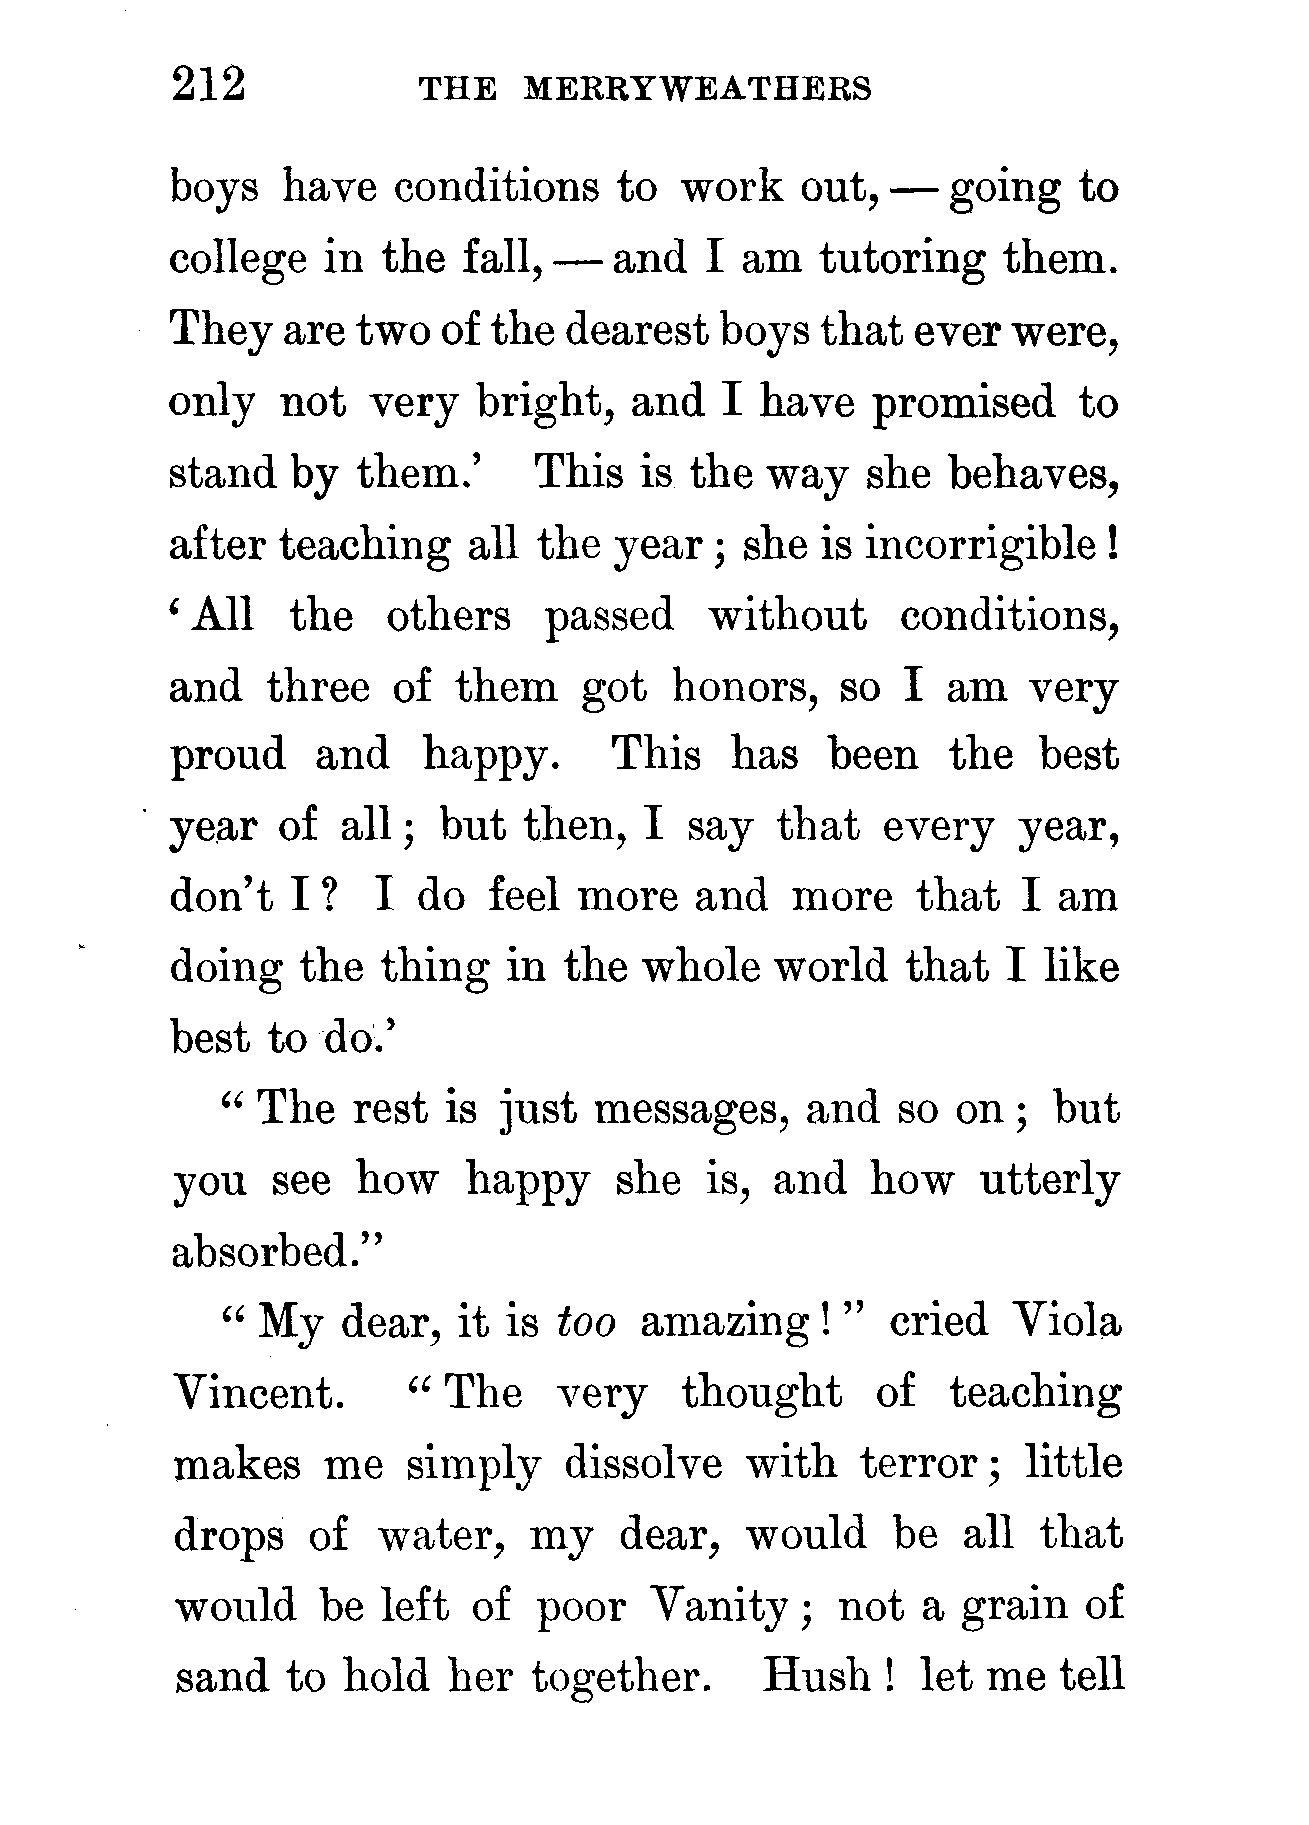 212 THE MERRYWEATHERS
boys have conditions to work out, — going to
college in the fall, — and I am tutoring them.
They are two of the dearest boys that ever were,
only not very bright, and I have promised to
stand by them.' This is the way she behaves,
after teaching all the year; she is incorrigible!
'All the others passed without conditions,
and three of them got honors, so I am very
proud and happy. This has been the best
year of all; but then, I say that every year,
don't I? I do feel more and more that I am
doing the thing in the whole world that I like
best to do.'
"The rest is just messages, and so on; but
you see how happy she is, and how utterly
absorbed."
"My dear, it is too amazing!" cried Viola
Vincent. "The very thought of teaching
makes me simply dissolve with terror; little
drops of water, my dear, would be all that
would be left of poor Vanity; not a grain of
sand to hold her together. Hush! let me tell